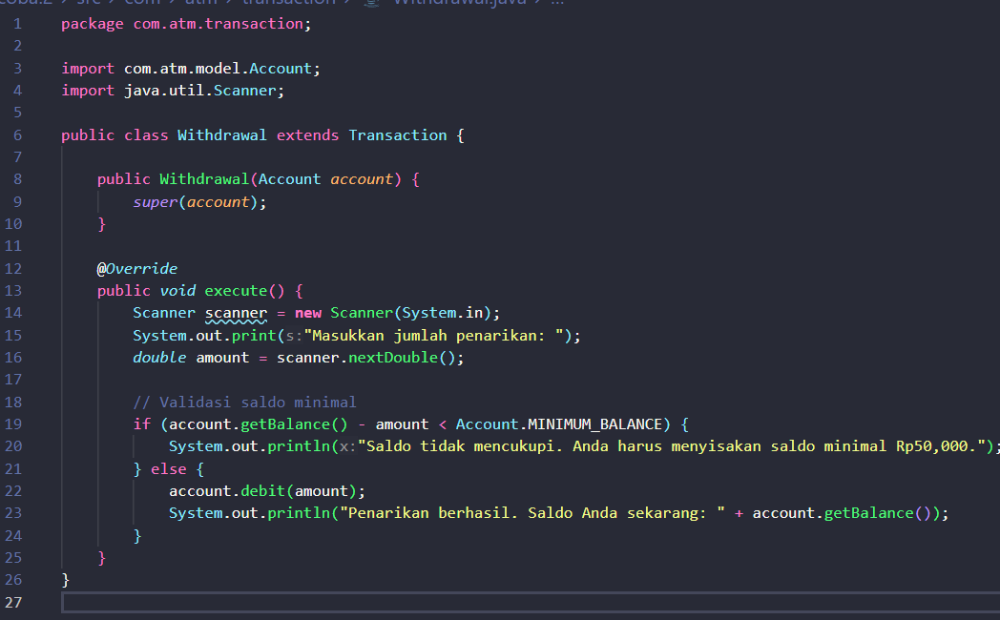 coba.2 > src > com > atm > transaction > Withdrawal.java > ...
1 package com.atm.transaction;
2
3 import com.atm.model.Account;
4 import java.util.Scanner;
5
6 public class Withdrawal extends Transaction {
7
8 public Withdrawal(Account account) {
9 super(account);
10 }
11
12 @Override
13 public void execute() {
14 Scanner scanner = new Scanner(System.in);
15 System.out.print(s:"Masukkan jumlah penarikan: ");
16 double amount = scanner.nextDouble();
17
18 // Validasi saldo minimal
19 if (account.getBalance() - amount < Account.MINIMUM_BALANCE) {
20 System.out.println(x:"Saldo tidak mencukupi. Anda harus menyisakan saldo minimal Rp50,000.");
21 } else {
22 account.debit(amount);
23 System.out.println("Penarikan berhasil. Saldo Anda sekarang: " + account.getBalance());
24 }
25 }
26 }
27